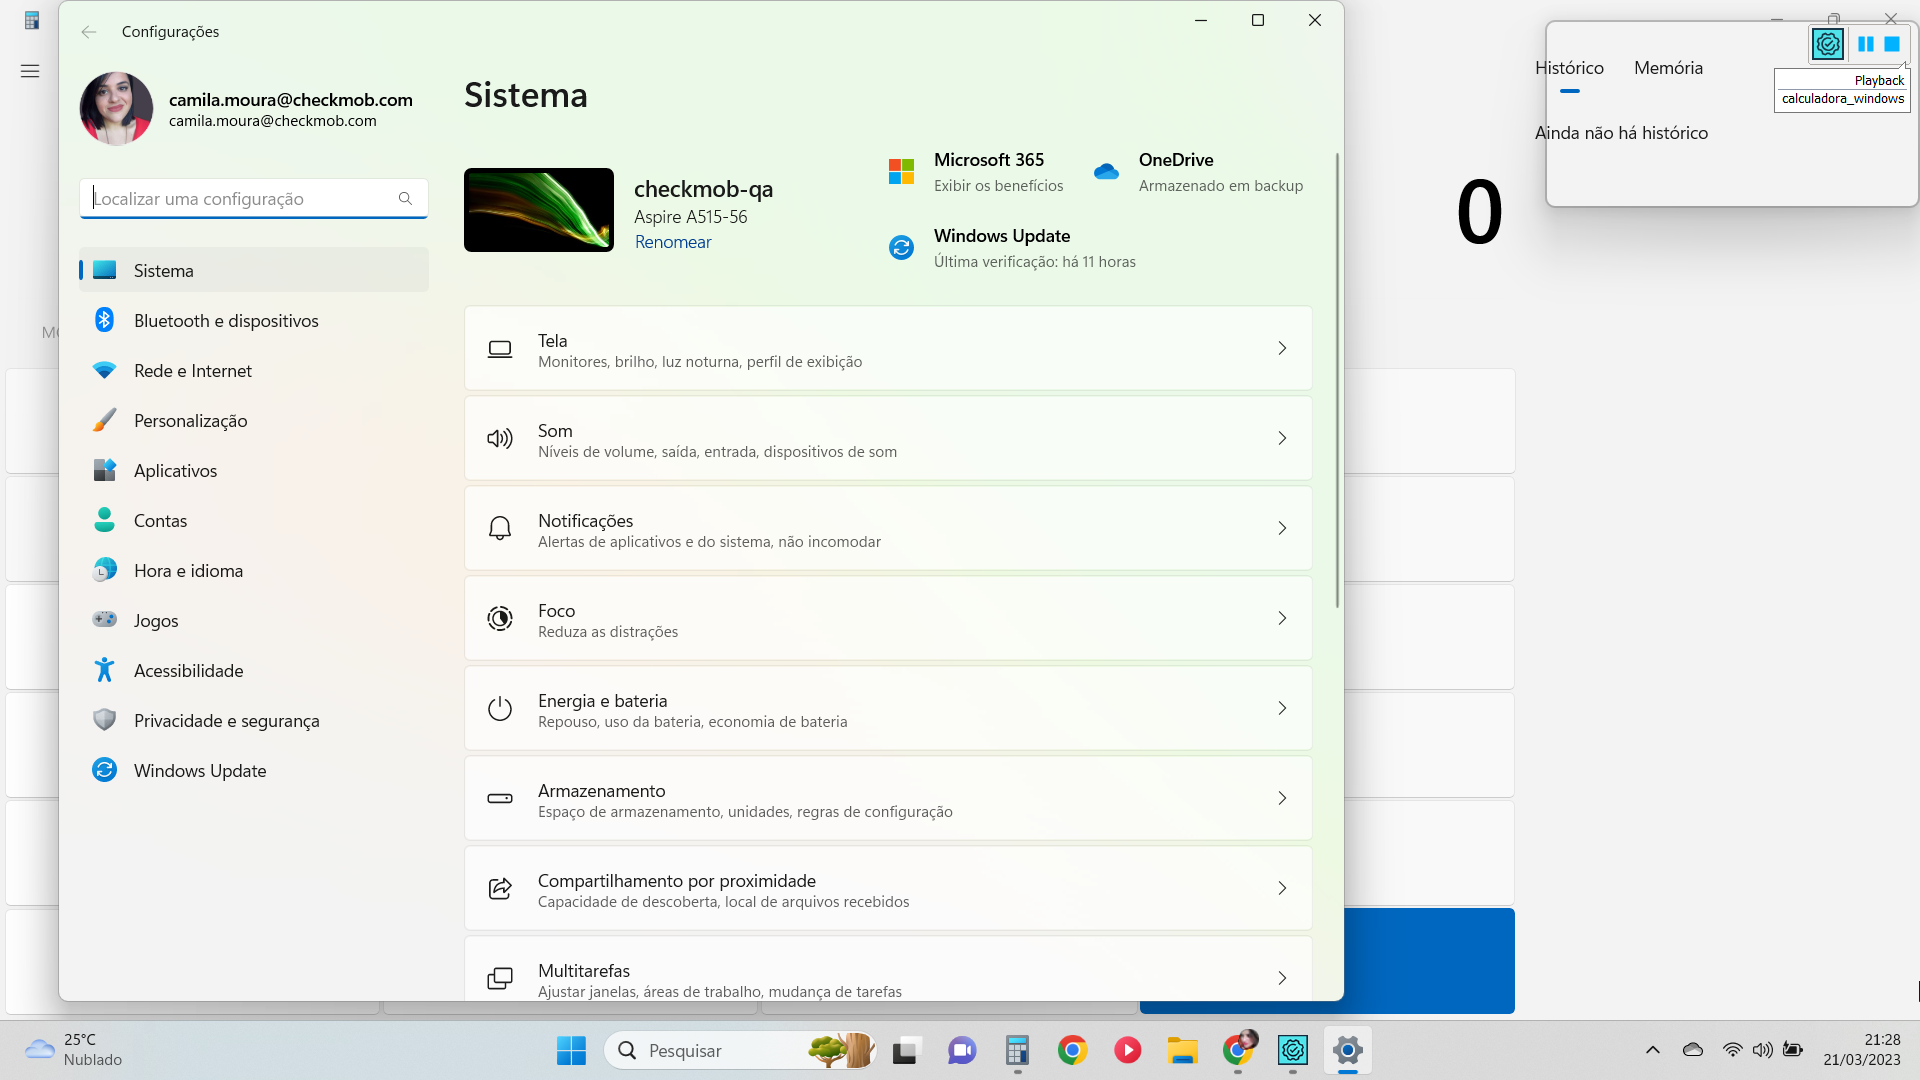 Configurações
camila.moura@checkmob.com
camila.moura@checkmob.com
Localizar uma configuração
Sistema
Bluetooth e dispositivos
Rede e Internet
Personalização
Aplicativos
Contas
Hora e idioma
Jogos
Acessibilidade
Privacidade e segurança
Windows Update
Sistema
checkmob-qa
Aspire A515-56
Renomear
Microsoft 365
Exibir os benefícios
OneDrive
Armazenado em backup
Windows Update
Última verificação: há 11 horas
Tela
Monitores, brilho, luz noturna, perfil de exibição
Som
Níveis de volume, saída, entrada, dispositivos de som
Notificações
Alertas de aplicativos e do sistema, não incomodar
Foco
Reduza as distrações
Energia e bateria
Repouso, uso da bateria, economia de bateria
Armazenamento
Espaço de armazenamento, unidades, regras de configuração
Compartilhamento por proximidade
Capacidade de descoberta, local de arquivos recebidos
Multitarefas
Ajustar janelas, áreas de trabalho, mudança de tarefas
0
Histórico
Memória
Ainda não há histórico
Playback
calculadora_windows
25°C
Nublado
Pesquisar
21:28
21/03/2023